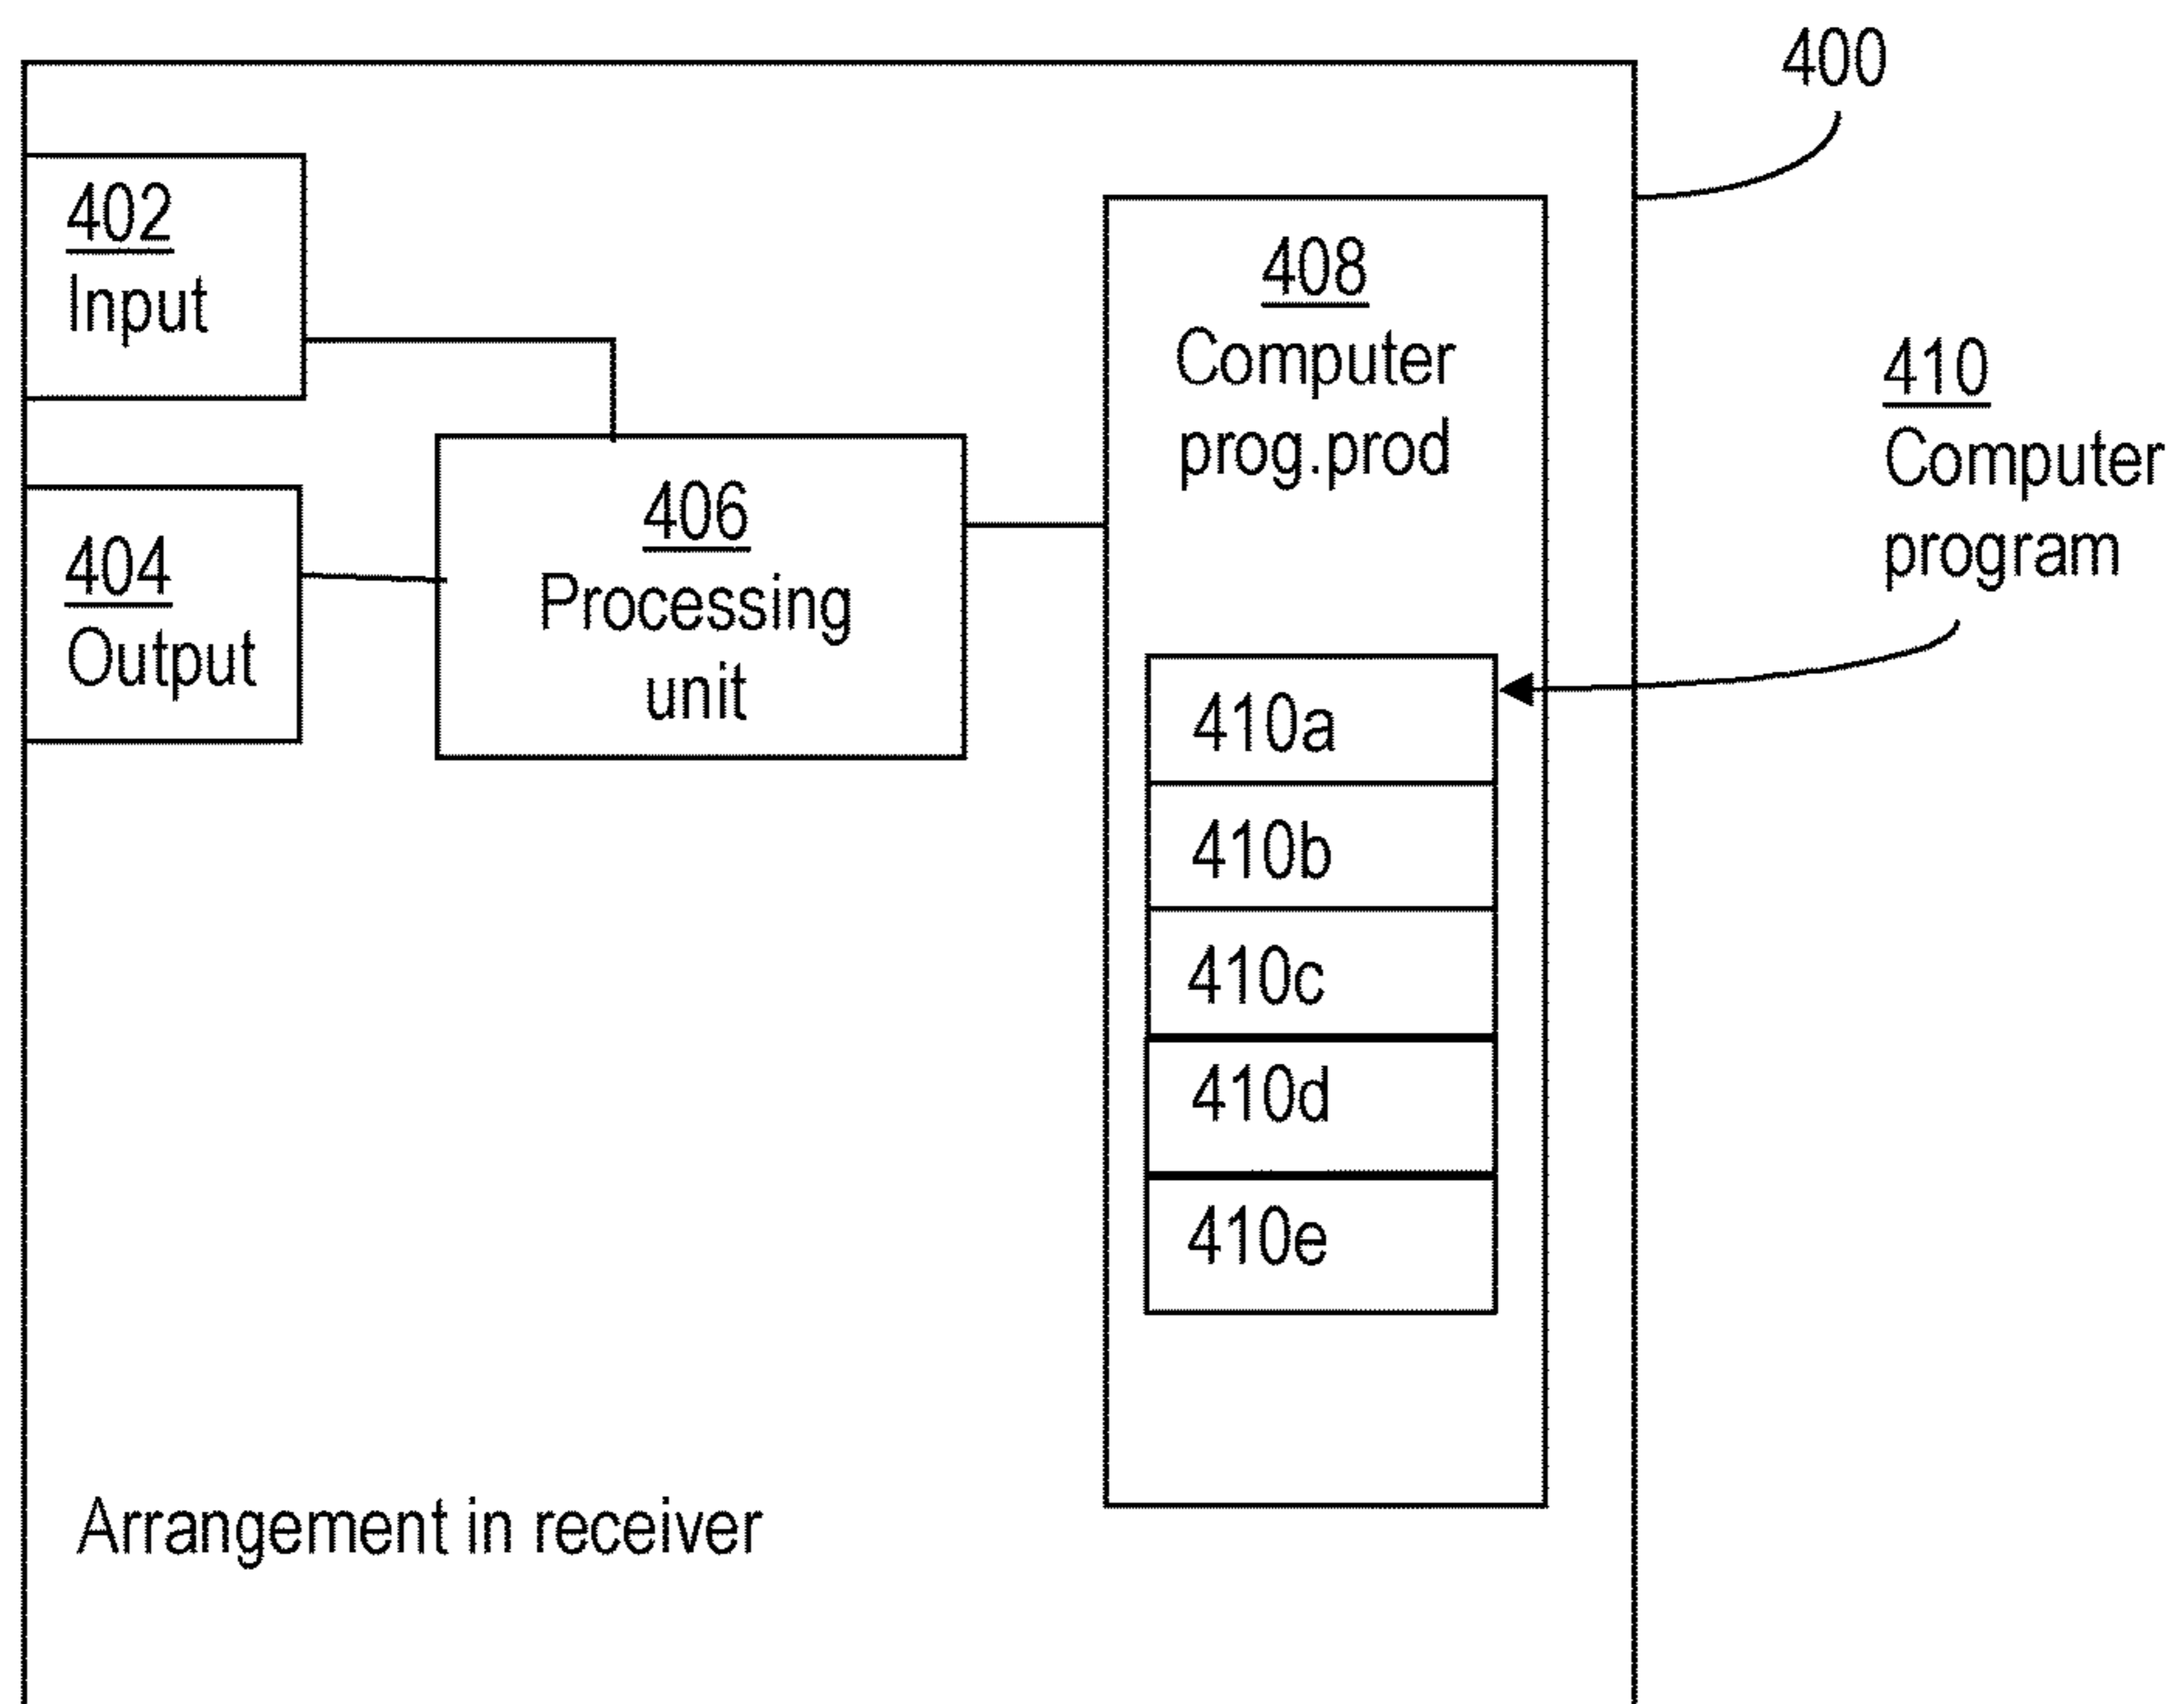 400
402
Input
404
Output
406
Processing
unit
408
Computer
prog.prod
410
Computer
program
410a
410b
410c
410d
410e
Arrangement in receiver